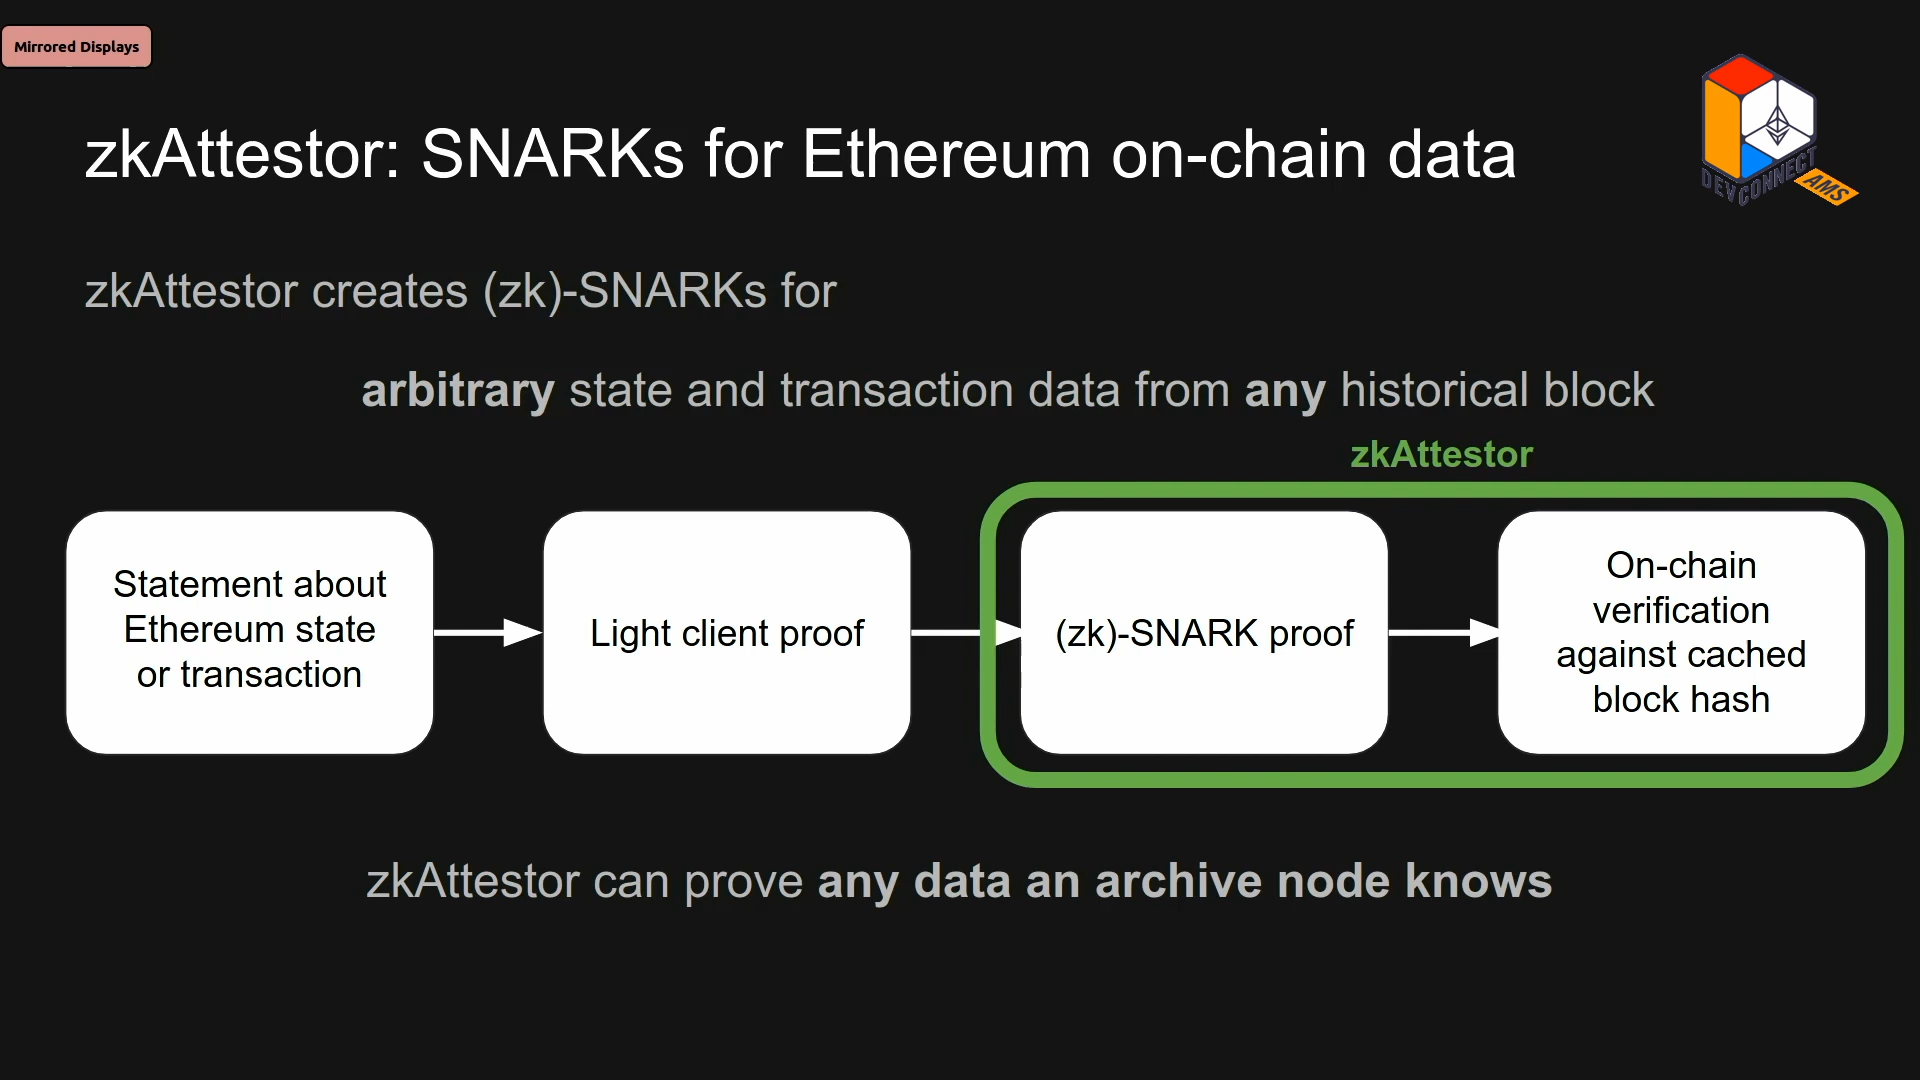 Mirrored Displays
zkAttestor: SNARKs for Ethereum on-chain data
DEVCONNECT
AMS
zkAttestor creates (zk)-SNARKs for
arbitrary state and transaction data from any historical block
zkAttestor
Statement about
Ethereum state
or transaction
Light client proof
(zk)-SNARK proof
On-chain
verification
against cached
block hash
zkAttestor can prove any data an archive node knows